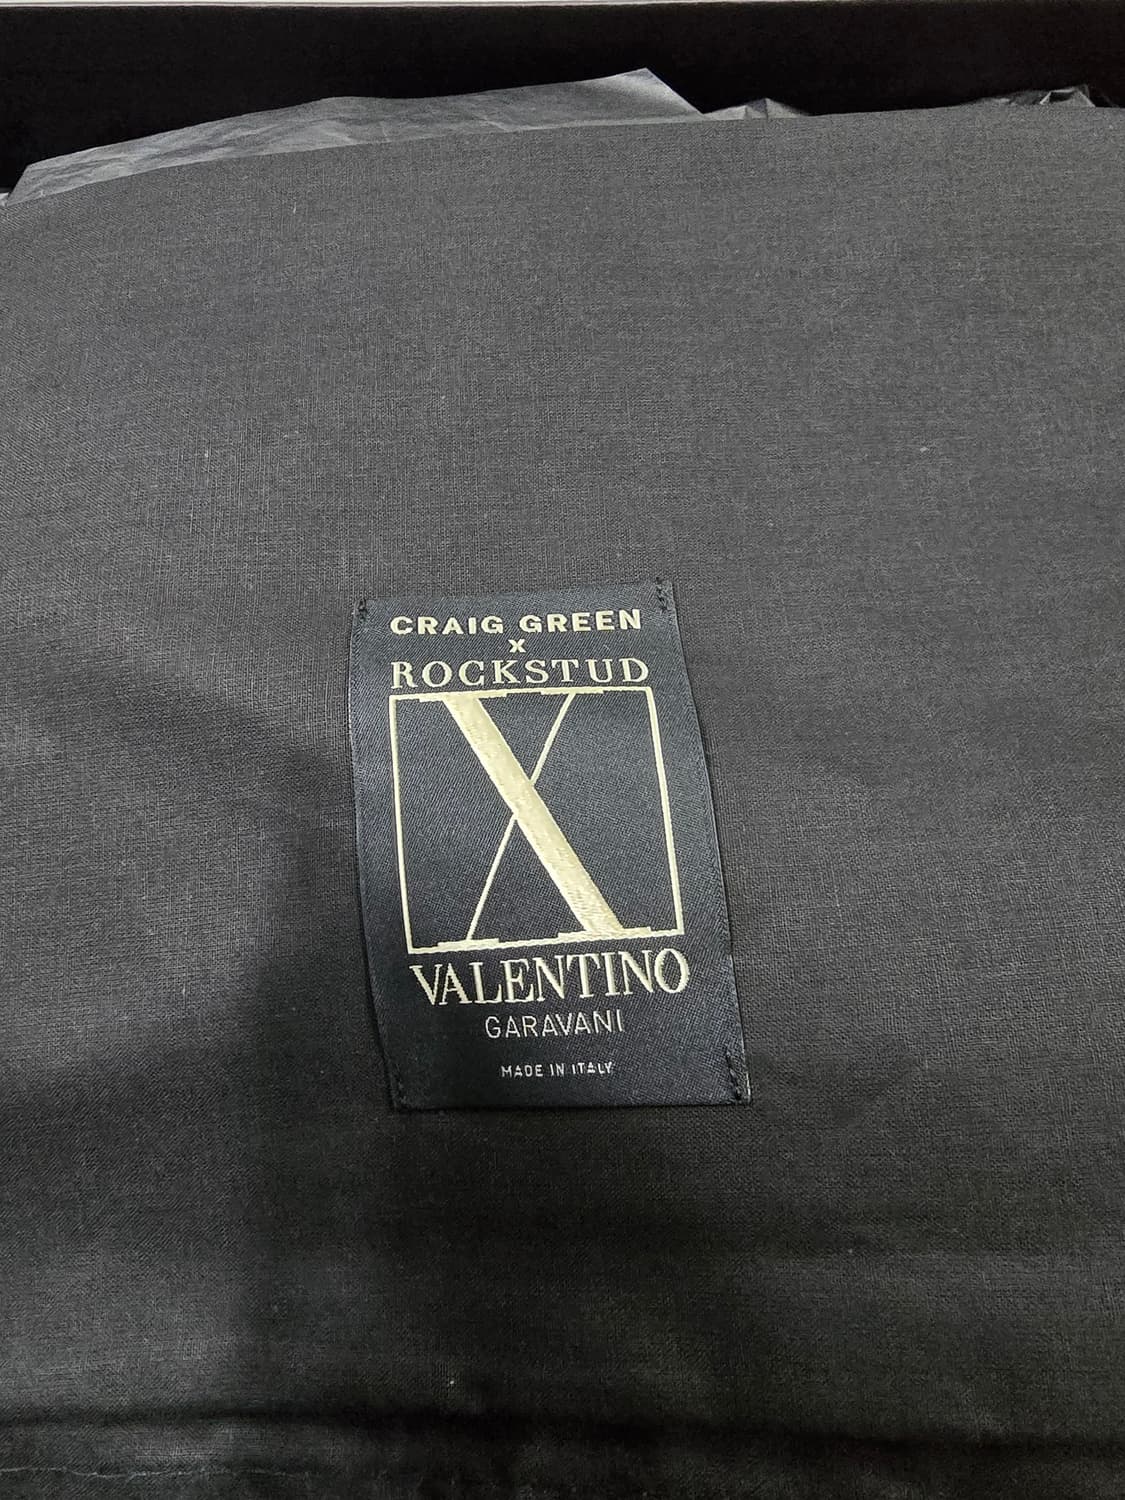 CRAIG GREEN
X
ROCKSTUD
X
VALENTINO
GARAVANI
MADE IN ITALY